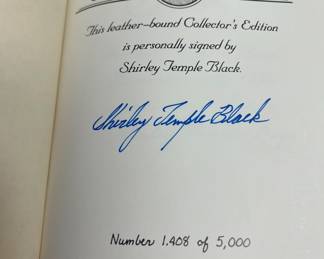 This leather-bound Collector's Edition
is personally signed by
Shirley Temple Black.
Shirley Temple Black
Number 1,408 of 5,000